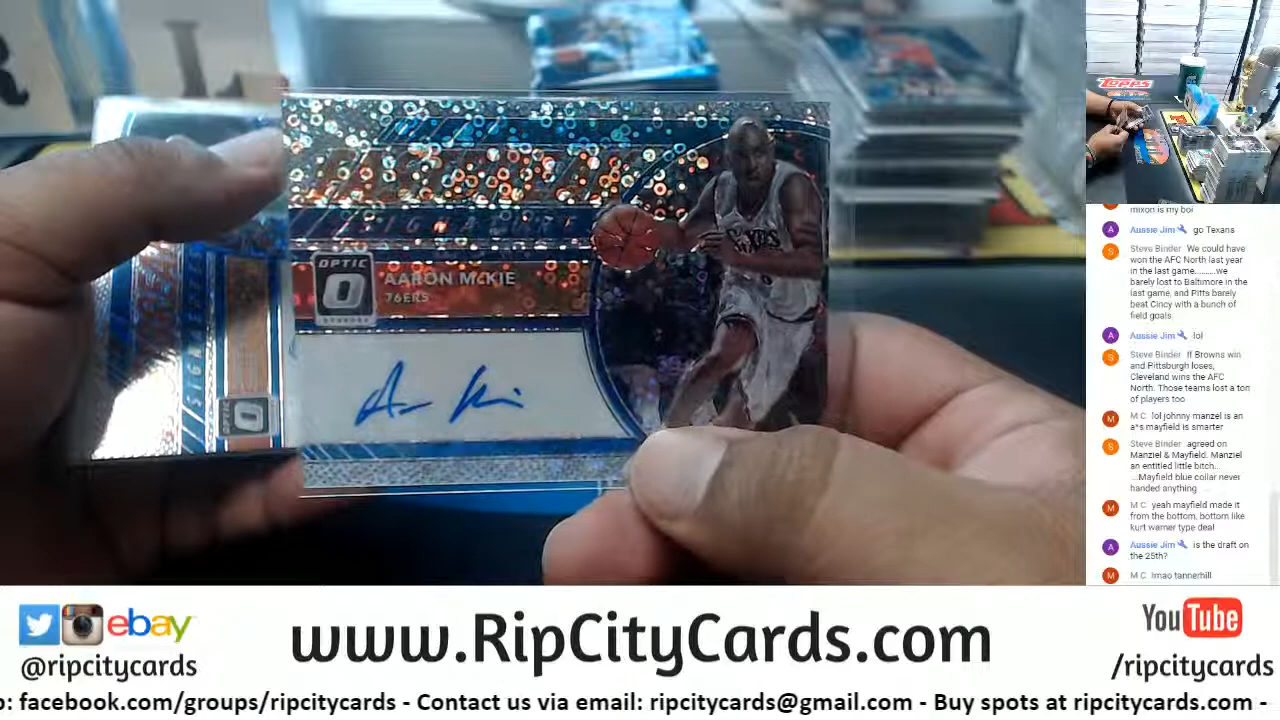 SIGNATURE
OPTIC
AARON McKIE
76ERS
OPTIC
Topps
mixon is my boi
Aussie Jim go Texans
Steve Binder We could have
won the AFC North last year
in the last game..........we
barely lost to Baltimore in the
last game, and Pitts barely
beat Cincy with a bunch of
field goals
Aussie Jim lol
Steve Binder If Browns win
and Pittsburgh loses,
Cleveland wins the AFC
North. Those teams lost a ton
of players too
M C lol johnny manzel is an
a*s mayfield is smarter
Steve Binder agreed on
Manziel & Mayfield. Manziel
an entitled little bitch...
...Mayfield blue collar never
handed anything
M C yeah mayfield made it
from the bottom, bottom like
kurt warner type deal
Aussie Jim is the draft on
the 25th?
M C lmao tannerhill
ebay
@ripcitycards
www.RipCityCards.com
YouTube
/ripcitycards
o: facebook.com/groups/ripcitycards - Contact us via email: ripcitycards@gmail.com - Buy spots at ripcitycards.com -